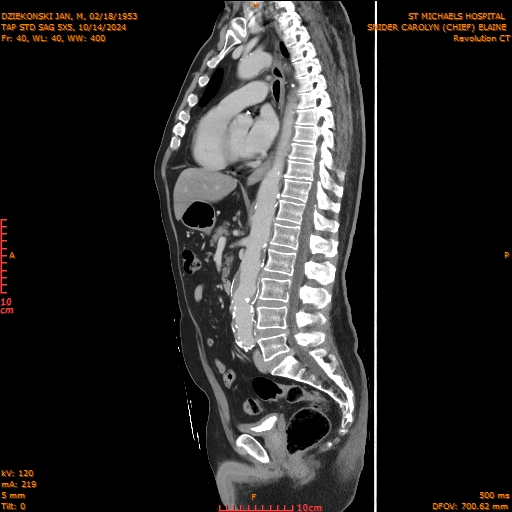 DZIEKONSKI JAN, M, 02/18/1953
TAP STD SAG 5X5, 10/14/2024
Fr: 40, WL: 40, WW: 400
ST MICHAELS HOSPITAL
SNIDER CAROLYN (CHIEF) ELAINE
Revolution CT
A
P
10
cm
kV: 120
mA: 219
5 mm
Tilt: 0
F
10cm
500 ms
DFOV: 700.62 mm